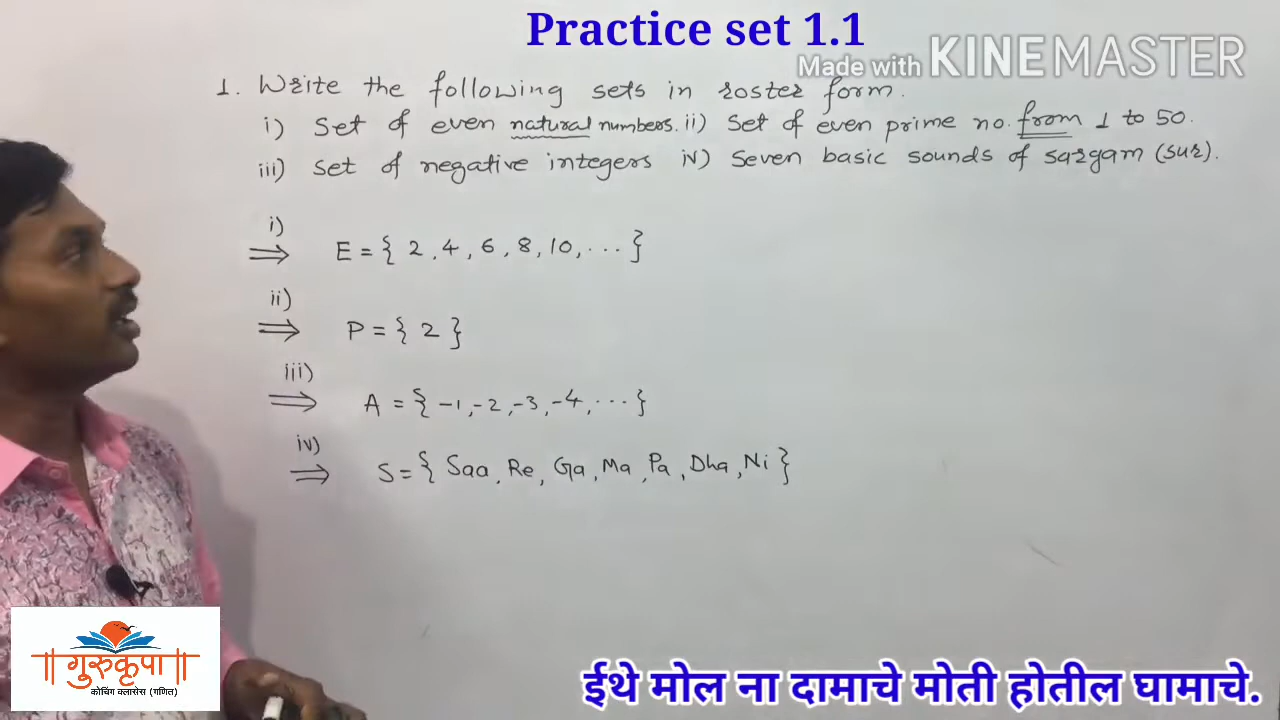 Practice set 1.1
Made with KINEMASTER
1. Write the following sets in roster form.
i) Set of even natural numbers. ii) Set of even prime no. from 1 to 50.
iii) Set of negative integers iv) Seven basic sounds of sargam (sur).
i)
⇒ E = { 2, 4, 6, 8, 10, ... }
ii)
⇒ P = { 2 }
iii)
⇒ A = { -1, -2, -3, -4, ... }
iv)
⇒ S = { Saa, Re, Ga, Ma, Pa, Dha, Ni }
॥ गुरुकृपा ॥
कोचिंग क्लासेस (गणित)
ईथे मोल ना दामाचे मोती होतील घामाचे.